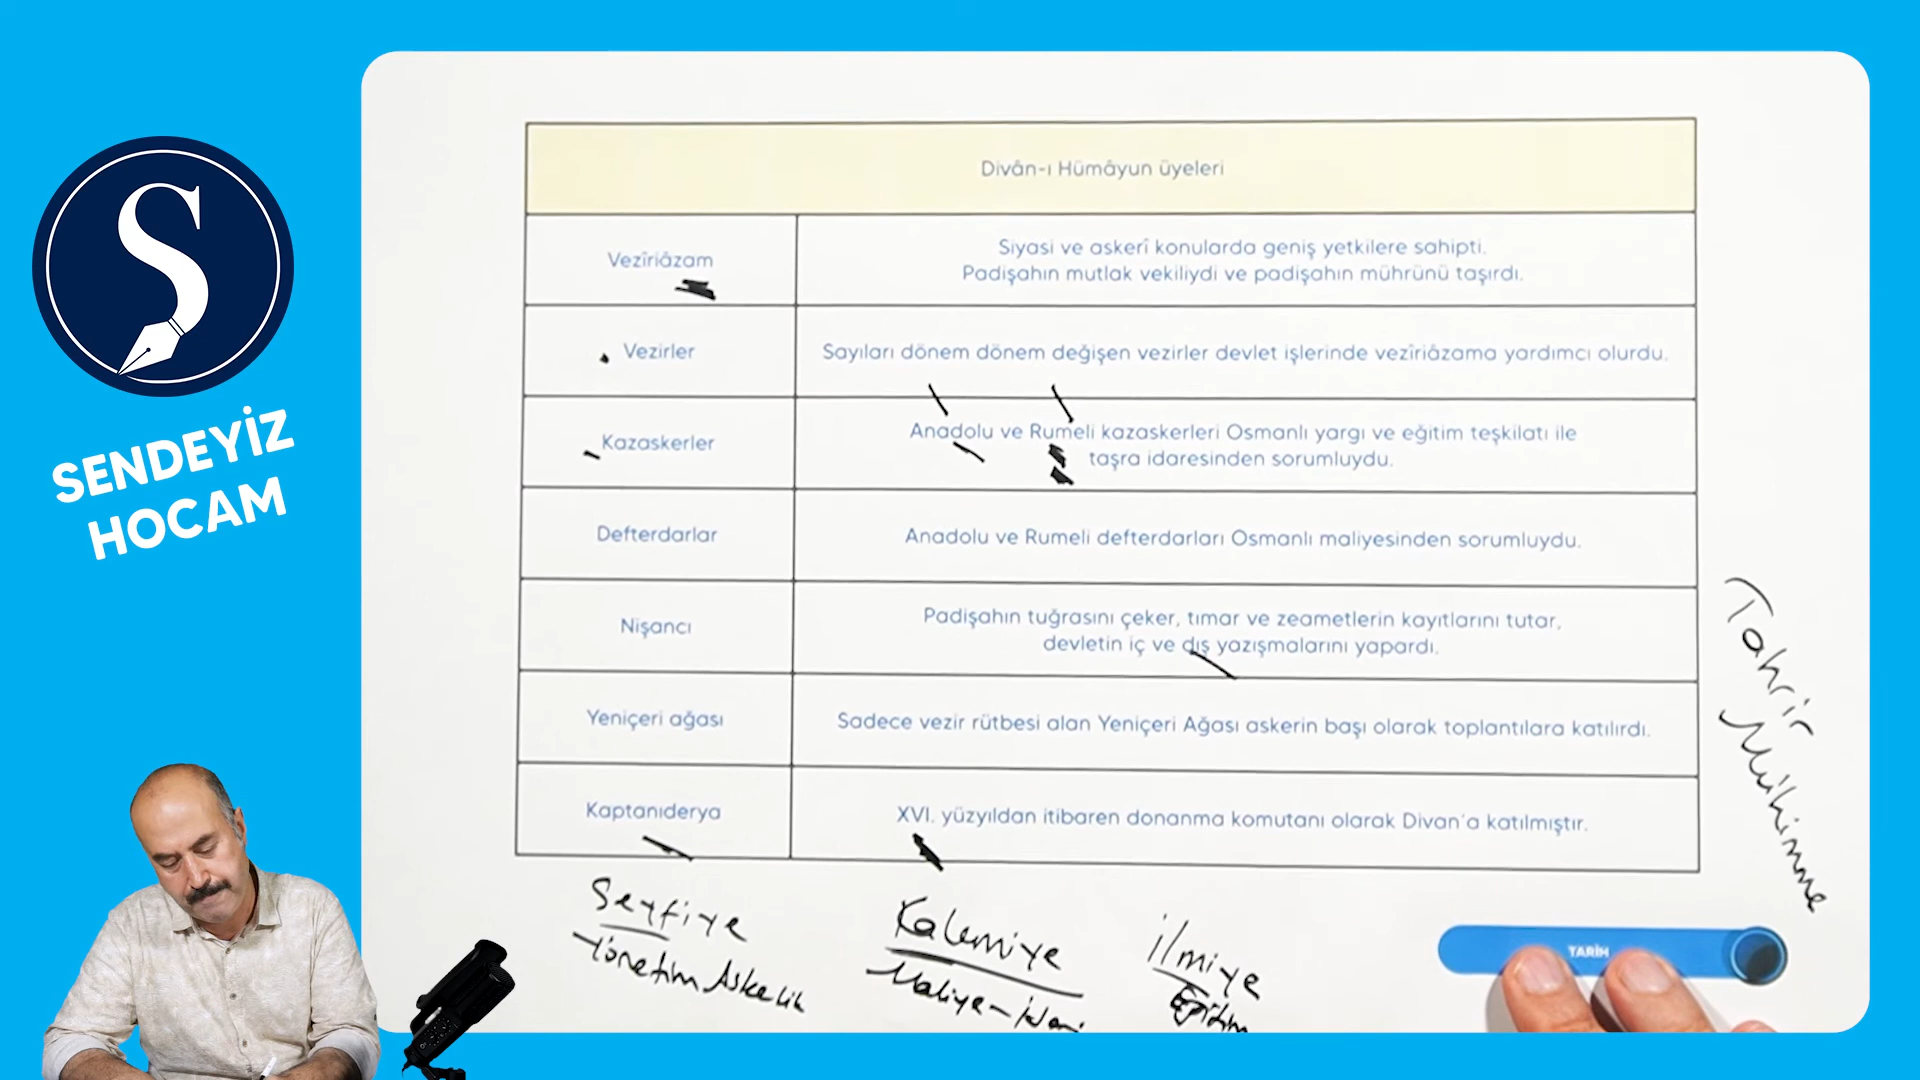 S
SENDEYİZ
HOCAM
Divân-ı Hümâyun üyeleri
Vezîriâzam
Siyasi ve askerî konularda geniş yetkilere sahipti.
Padişahın mutlak vekiliydi ve padişahın mührünü taşırdı.
Vezirler
Sayıları dönem dönem değişen vezirler devlet işlerinde vezîriâzama yardımcı olurdu.
Kazaskerler
Anadolu ve Rumeli kazaskerleri Osmanlı yargı ve eğitim teşkilatı ile
taşra idaresinden sorumluydu.
Defterdarlar
Anadolu ve Rumeli defterdarları Osmanlı maliyesinden sorumluydu.
Nişancı
Padişahın tuğrasını çeker, tımar ve zeametlerin kayıtlarını tutar,
devletin iç ve dış yazışmalarını yapardı.
Yeniçeri ağası
Sadece vezir rütbesi alan Yeniçeri Ağası askerin başı olarak toplantılara katılırdı.
Kaptanıderya
XVI. yüzyıldan itibaren donanma komutanı olarak Divan'a katılmıştır.
Tahrir
Mühimme
Seyfiye
Yönetim Askerlik
Kalemiye
Maliye - İdari
İlmiye
Eğitim
TARİH